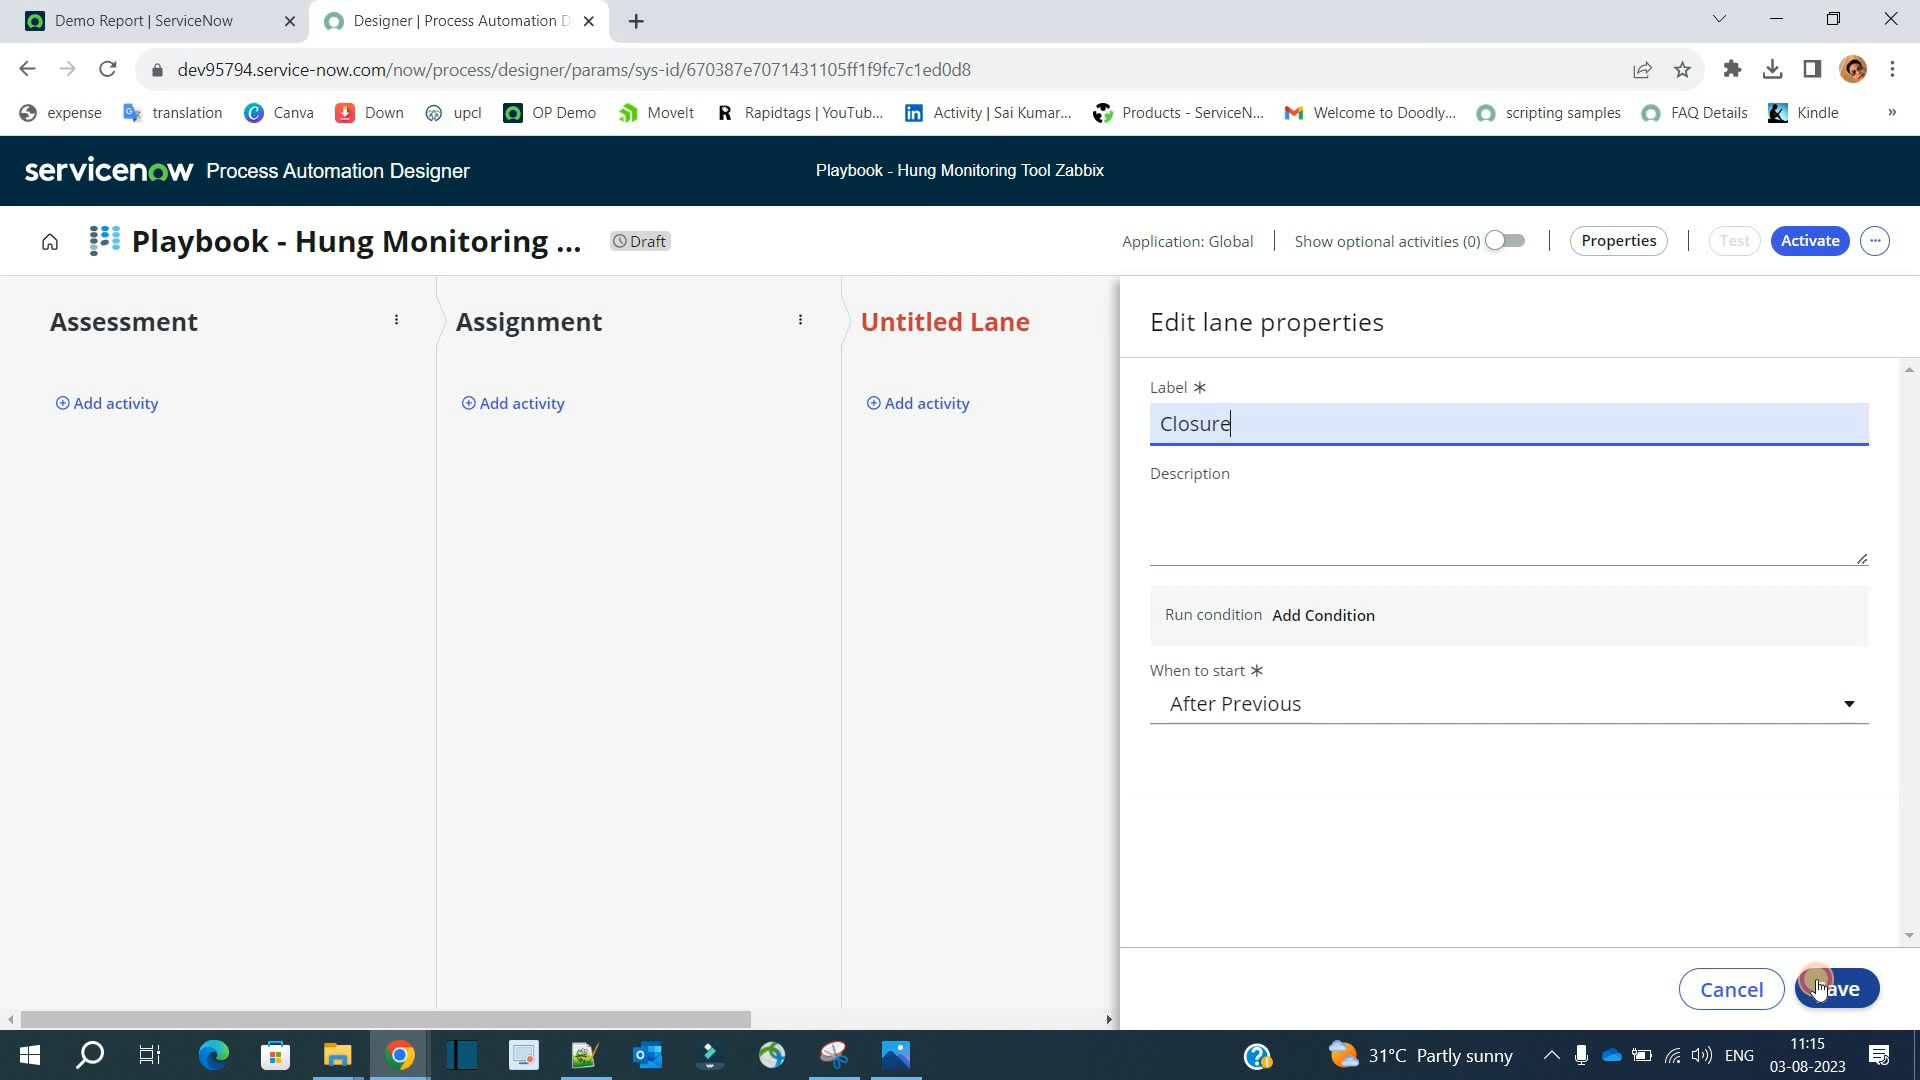 Demo Report | ServiceNow
Designer | Process Automation D
dev95794.service-now.com/now/process/designer/params/sys-id/670387e7071431105ff1f9fc7c1ed0d8
expense translation Canva Down upcl OP Demo MoveIt Rapidtags | YouTub... Activity | Sai Kumar... Products - ServiceN... Welcome to Doodly... scripting samples FAQ Details Kindle »
servicenow Process Automation Designer Playbook - Hung Monitoring Tool Zabbix
Playbook - Hung Monitoring ... Draft Application: Global Show optional activities (0) Properties Test Activate
Assessment Assignment Untitled Lane Edit lane properties
Label *
Add activity Add activity Add activity
Closure
Description
Run condition Add Condition
When to start *
After Previous
Cancel
31°C Partly sunny ENG 11:15
03-08-2023